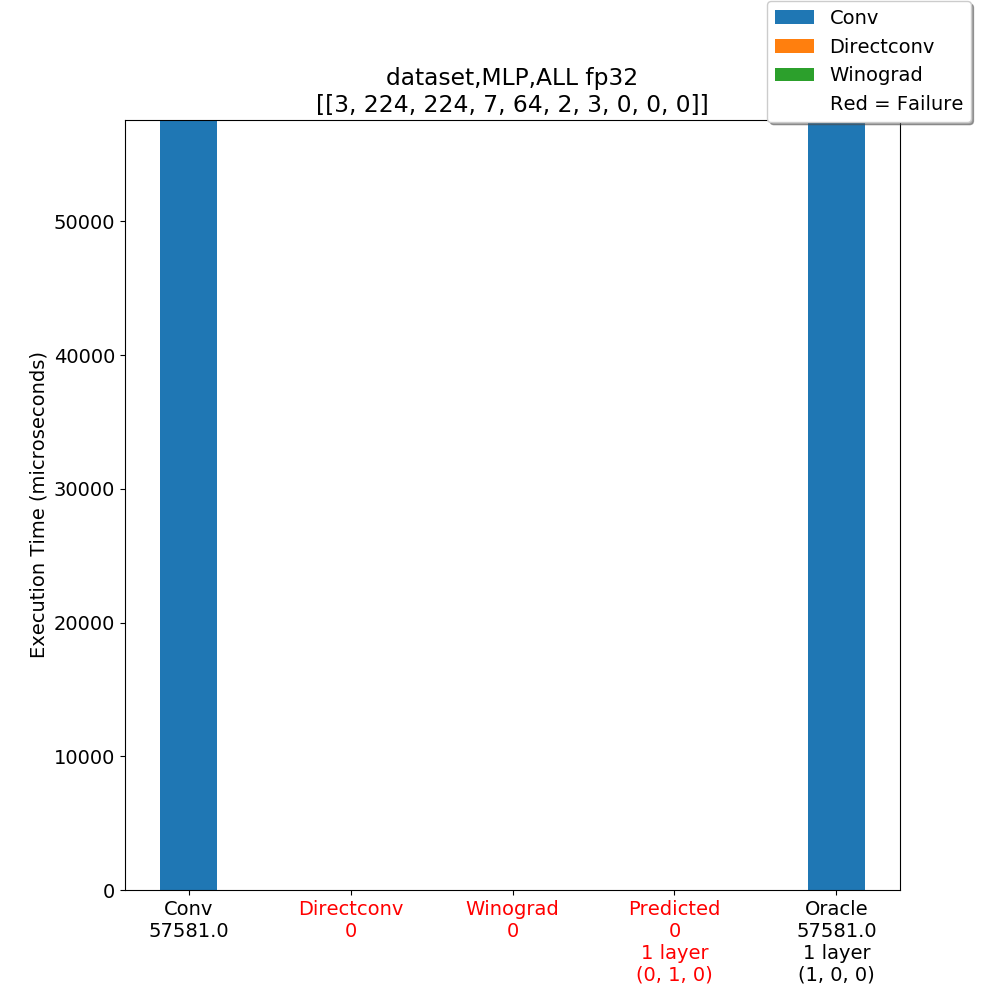 Conv
Directconv
Winograd
Red = Failure
dataset,MLP,ALL fp32
[[3, 224, 224, 7, 64, 2, 3, 0, 0, 0]]
Execution Time (microseconds)
50000
40000
30000
20000
10000
0
Conv
57581.0
Directconv
0
Winograd
0
Predicted
0
1 layer
(0, 1, 0)
Oracle
57581.0
1 layer
(1, 0, 0)